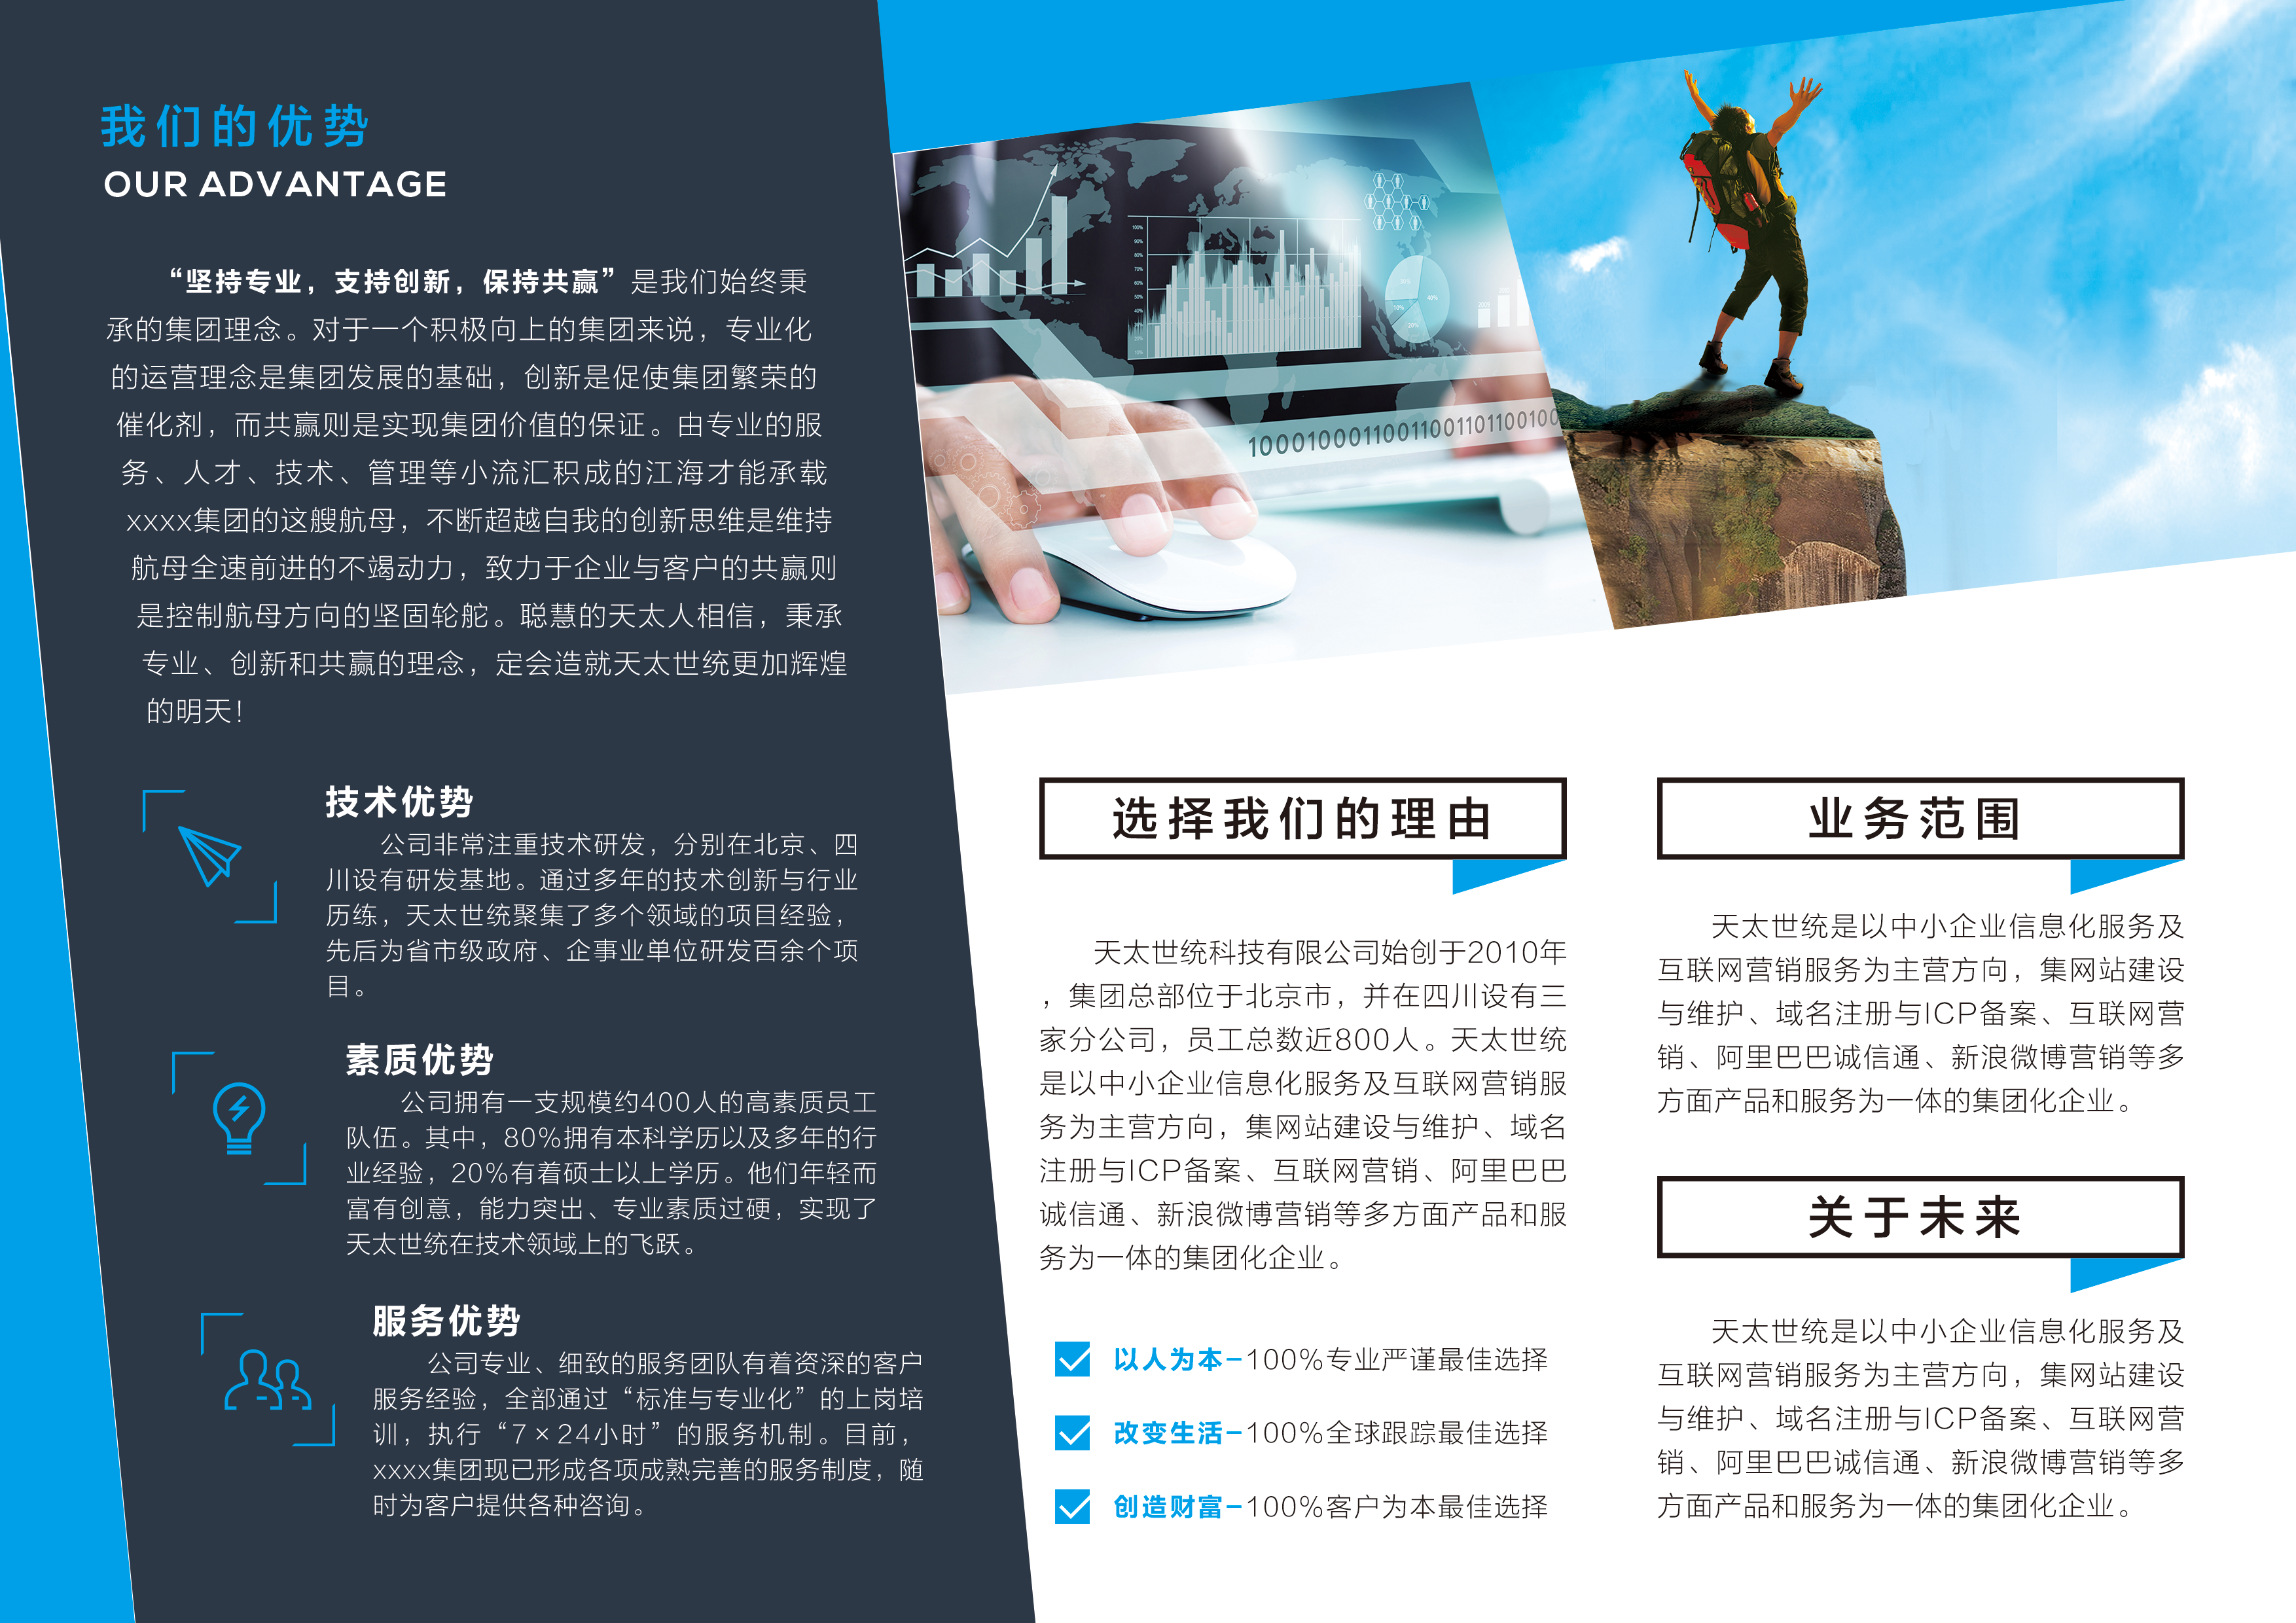 我们的优势
OUR ADVANTAGE
“坚持专业，支持创新，保持共赢”是我们始终秉
承的集团理念。对于一个积极向上的集团来说，专业化
的运营理念是集团发展的基础，创新是促使集团繁荣的
催化剂，而共赢则是实现集团价值的保证。由专业的服
务、人才、技术、管理等小流汇积成的江海才能承载
xxxx集团的这艘航母，不断超越自我的创新思维是维持
航母全速前进的不竭动力，致力于企业与客户的共赢则
是控制航母方向的坚固轮舵。聪慧的天太人相信，秉承
专业、创新和共赢的理念，定会造就天太世统更加辉煌
的明天！
技术优势
公司非常注重技术研发，分别在北京、四
川设有研发基地。通过多年的技术创新与行业
历练，天太世统聚集了多个领域的项目经验，
先后为省市级政府、企事业单位研发百余个项
目。
素质优势
公司拥有一支规模约400人的高素质员工
队伍。其中，80%拥有本科学历以及多年的行
业经验，20%有着硕士以上学历。他们年轻而
富有创意，能力突出、专业素质过硬，实现了
天太世统在技术领域上的飞跃。
服务优势
公司专业、细致的服务团队有着资深的客户
服务经验，全部通过“标准与专业化”的上岗培
训，执行“7×24小时”的服务机制。目前，
xxxx集团现已形成各项成熟完善的服务制度，随
时为客户提供各种咨询。
10001000110011001101100100
选择我们的理由
天太世统科技有限公司始创于2010年
，集团总部位于北京市，并在四川设有三
家分公司，员工总数近800人。天太世统
是以中小企业信息化服务及互联网营销服
务为主营方向，集网站建设与维护、域名
注册与ICP备案、互联网营销、阿里巴巴
诚信通、新浪微博营销等多方面产品和服
务为一体的集团化企业。
以人为本-100%专业严谨最佳选择
改变生活-100%全球跟踪最佳选择
创造财富-100%客户为本最佳选择
业务范围
天太世统是以中小企业信息化服务及
互联网营销服务为主营方向，集网站建设
与维护、域名注册与ICP备案、互联网营
销、阿里巴巴诚信通、新浪微博营销等多
方面产品和服务为一体的集团化企业。
关于未来
天太世统是以中小企业信息化服务及
互联网营销服务为主营方向，集网站建设
与维护、域名注册与ICP备案、互联网营
销、阿里巴巴诚信通、新浪微博营销等多
方面产品和服务为一体的集团化企业。